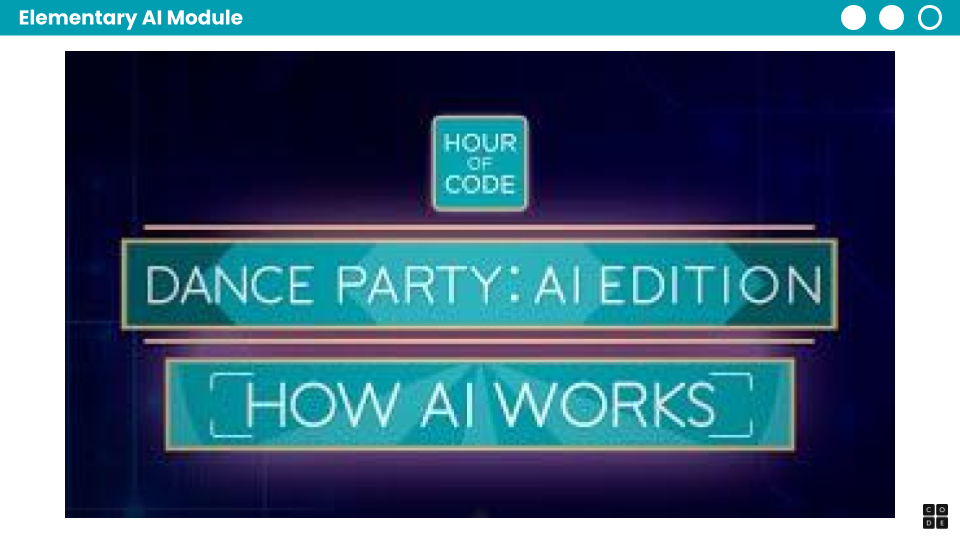 Elementary AI Module
HOUR
OF
CODE
DANCE PARTY: AI EDITION
HOW AI WORKS
C O
D E